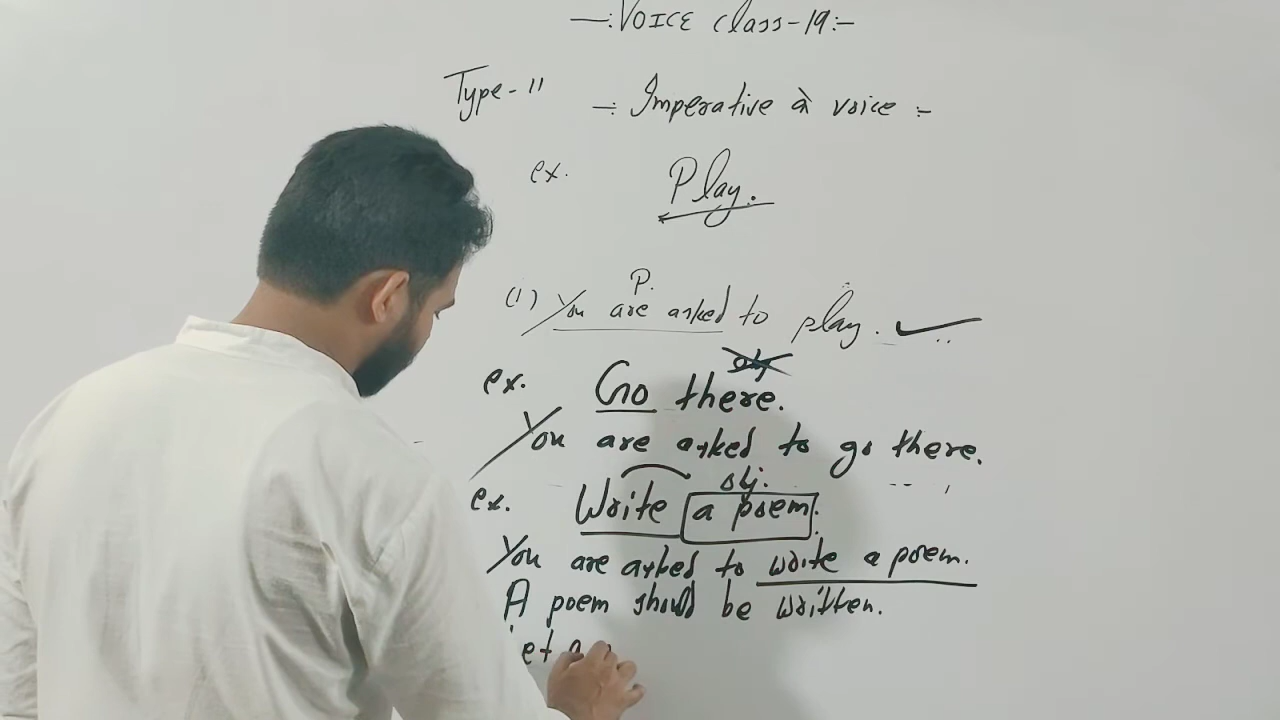 —:VOICE Class-19:—
Type-11 —: Imperative à voice :-
ex. Play.
P.
(1) You are asked to play.
obj
ex. Go there.
You are asked to go there.
obj.
ex. Write a poem.
You are asked to write a poem.
A poem should be written.